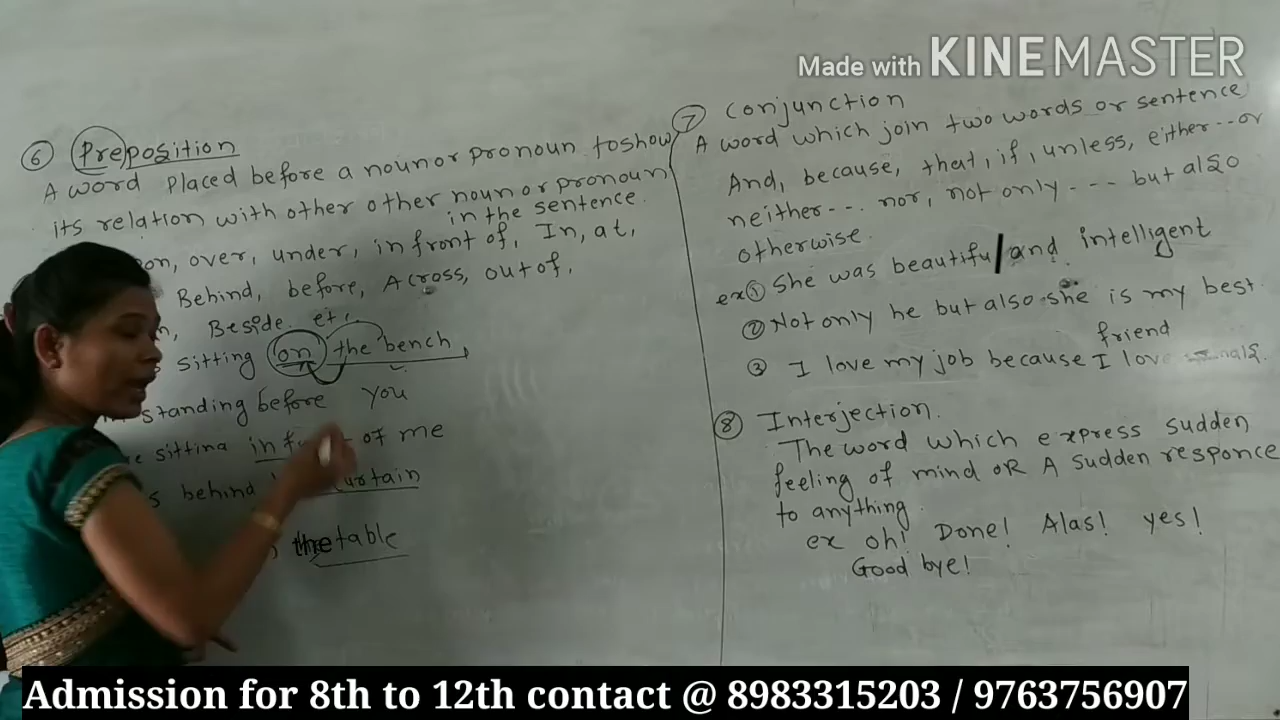 Made with KINEMASTER
⑥ Preposition
A word placed before a noun or pronoun to show
its relation with other other noun or pronoun
in the sentence.
on, over, under, in front of, In, at,
Behind, before, Across, out of,
Beside. etc,
sitting on the bench
standing before you
sitting in of me
behind curtain
the table
⑦ Conjunction
A word which join two words or sentence
And, because, that, if, unless, either--or
neither--- nor, not only --- but also
otherwise.
ex① She was beautiful and intelligent
② Not only he but also she is my best
friend
③ I love my job because I love
⑧ Interjection.
The word which express sudden
feeling of mind OR A sudden responce
to anything.
ex oh! Done! Alas! yes!
Good bye!
Admission for 8th to 12th contact @ 8983315203 / 9763756907